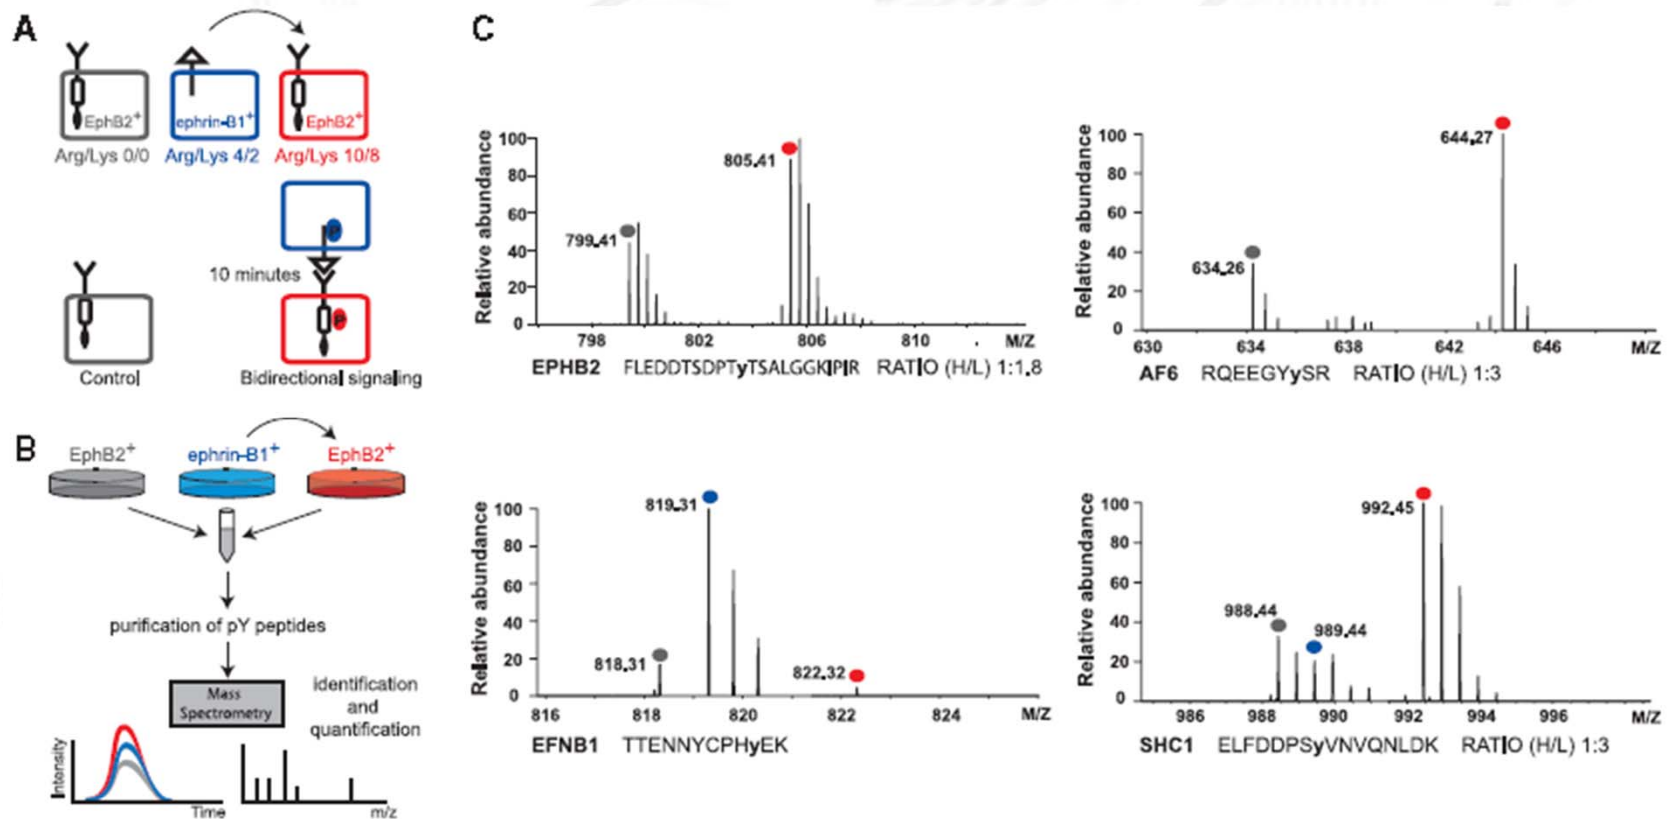 A
EphB2+
ephrin-B1+
EphB2+
Arg/Lys 0/0
Arg/Lys 4/2
Arg/Lys 10/8
P
10 minutes
P
Control
Bidirectional signaling
B
EphB2+
ephrin-B1+
EphB2+
purification of pY peptides
Mass
Spectrometry
identification
and
quantification
Intensity
Time
m/z
C
Relative abundance
100
80
60
40
20
0
799.41
805.41
798
802
806
810
M/Z
EPHB2 FLEDDTSDPTyTSALGGKIPIR RATIO (H/L) 1:1.8
Relative abundance
100
80
60
40
20
0
634.26
644.27
630
634
638
642
646
M/Z
AF6 RQEEGYySR RATIO (H/L) 1:3
Relative abundance
100
80
60
40
20
0
818.31
819.31
822.32
816
818
820
822
824
M/Z
EFNB1 TTENNYCPHyEK
Relative abundance
100
80
60
40
20
0
988.44
989.44
992.45
986
988
990
992
994
996
M/Z
SHC1 ELFDDPSyVNVQNLDK RATIO (H/L) 1:3